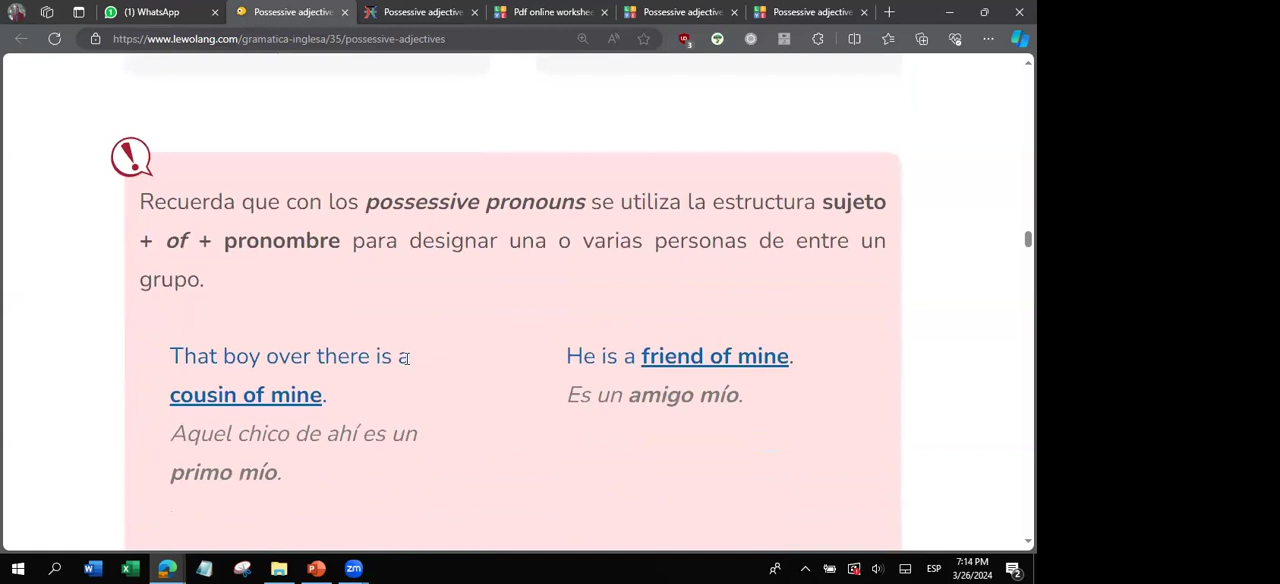 (1) WhatsApp
Possessive adjective
Possessive adjective
Pdf online workshe
Possessive adjective
Possessive adjective
https://www.lewolang.com/gramatica-inglesa/35/possessive-adjectives
3
Recuerda que con los possessive pronouns se utiliza la estructura sujeto
+ of + pronombre para designar una o varias personas de entre un
grupo.
That boy over there is a
cousin of mine.
Aquel chico de ahí es un
primo mío.
He is a friend of mine.
Es un amigo mío.
ESP
7:14 PM
3/26/2024
2